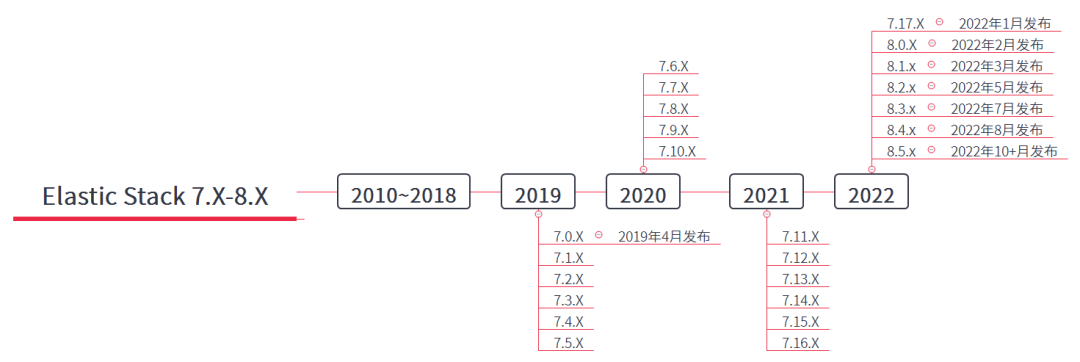 Elastic Stack 7.X-8.X
2010~2018
2019
7.0.X 2019年4月发布
7.1.X
7.2.X
7.3.X
7.4.X
7.5.X
2020
7.6.X
7.7.X
7.8.X
7.9.X
7.10.X
2021
7.11.X
7.12.X
7.13.X
7.14.X
7.15.X
7.16.X
2022
7.17.X 2022年1月发布
8.0.X 2022年2月发布
8.1.x 2022年3月发布
8.2.x 2022年5月发布
8.3.x 2022年7月发布
8.4.x 2022年8月发布
8.5.x 2022年10+月发布